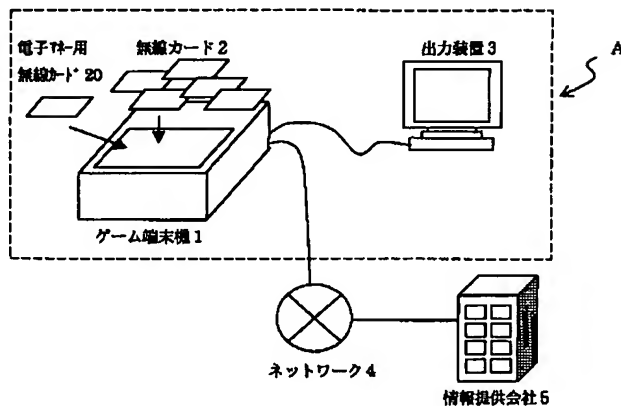 電子マネー用
無線カード20
無線カード2
出力装置3
A
ゲーム端末機1
ネットワーク4
情報提供会社5